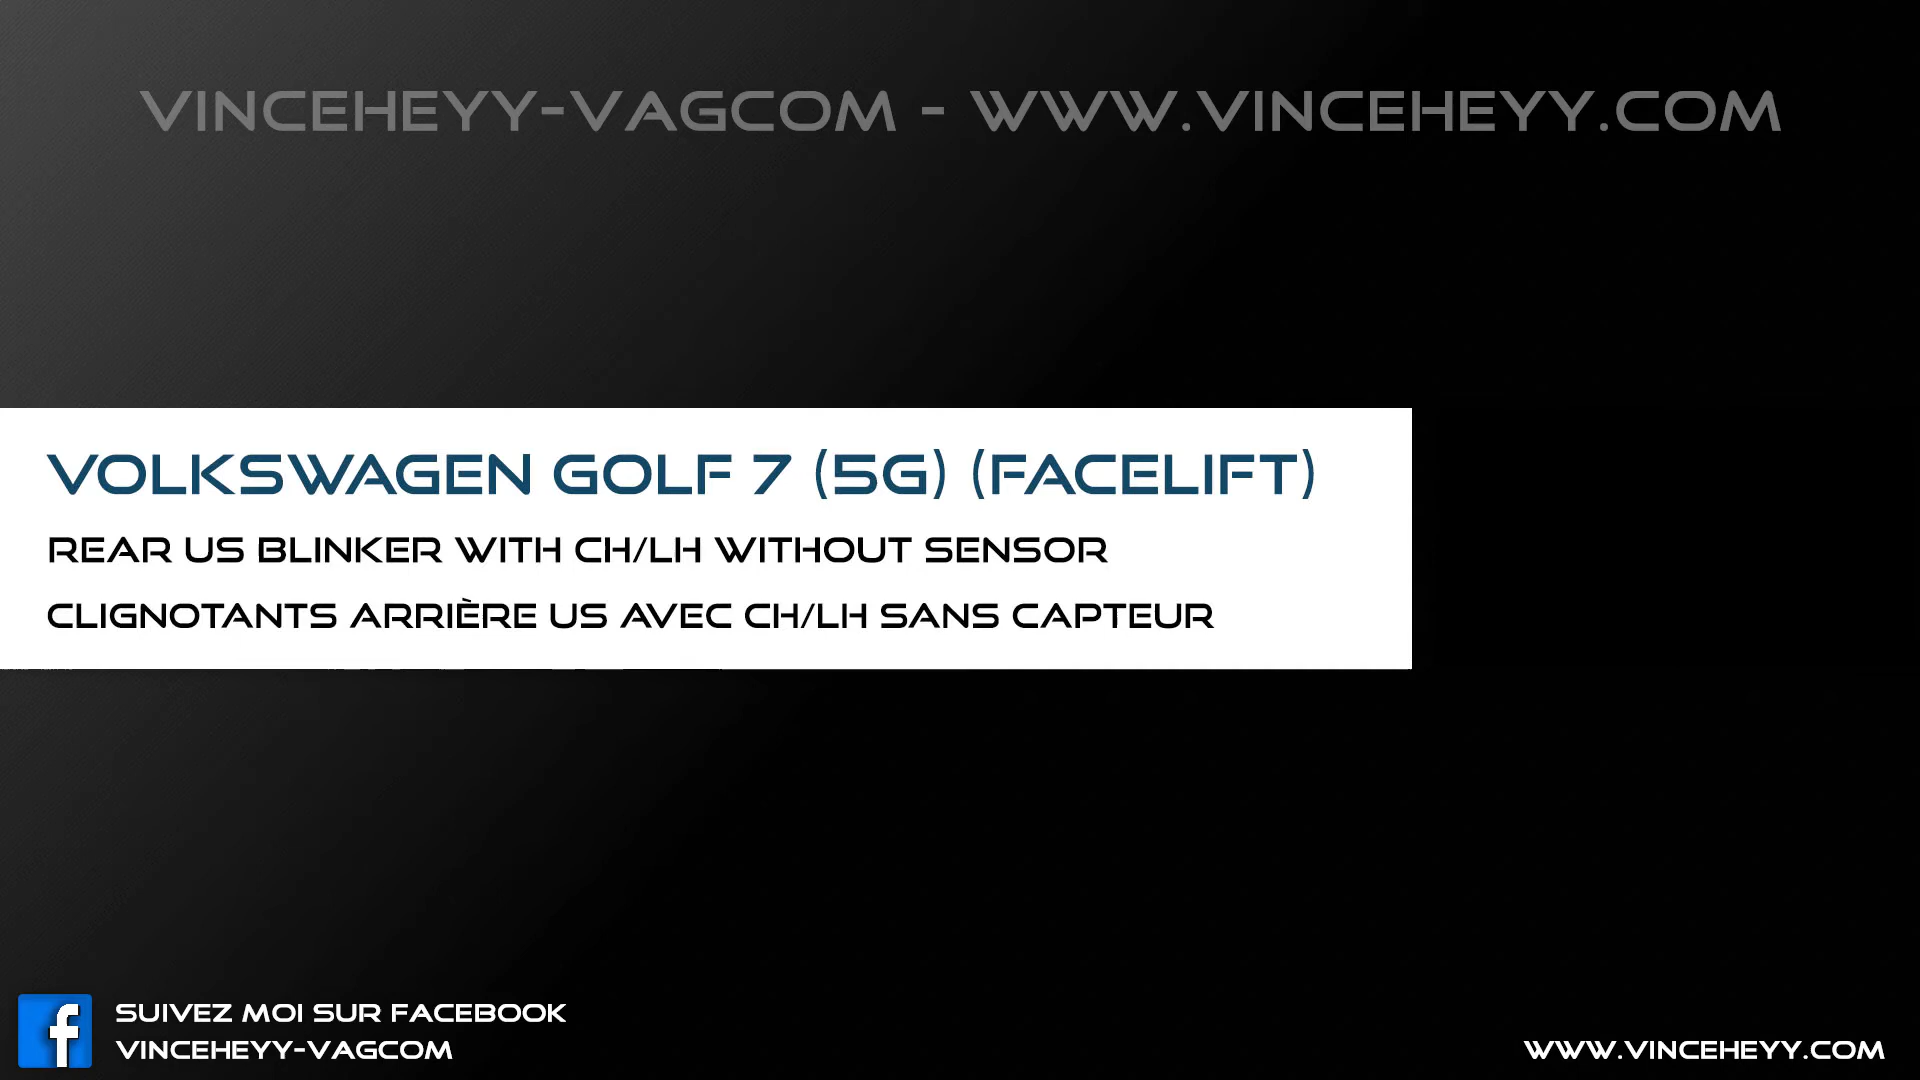 VINCEHEYY-VAGCOM - WWW.VINCEHEYY.COM
VOLKSWAGEN GOLF 7 (5G) (FACELIFT)
REAR US BLINKER WITH CH/LH WITHOUT SENSOR
CLIGNOTANTS ARRIÈRE US AVEC CH/LH SANS CAPTEUR
SUIVEZ MOI SUR FACEBOOK
VINCEHEYY-VAGCOM
WWW.VINCEHEYY.COM